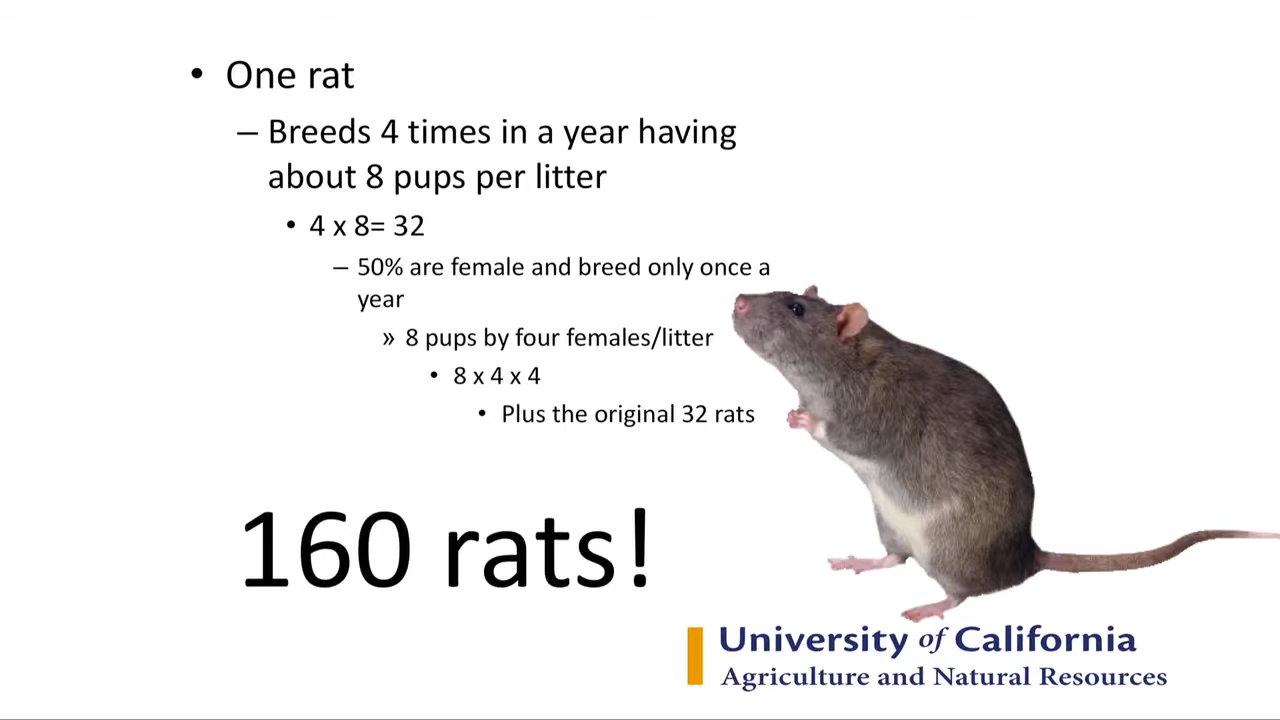 • One rat
– Breeds 4 times in a year having
about 8 pups per litter
• 4 x 8= 32
– 50% are female and breed only once a
year
» 8 pups by four females/litter
• 8 x 4 x 4
• Plus the original 32 rats
160 rats!
University of California
Agriculture and Natural Resources